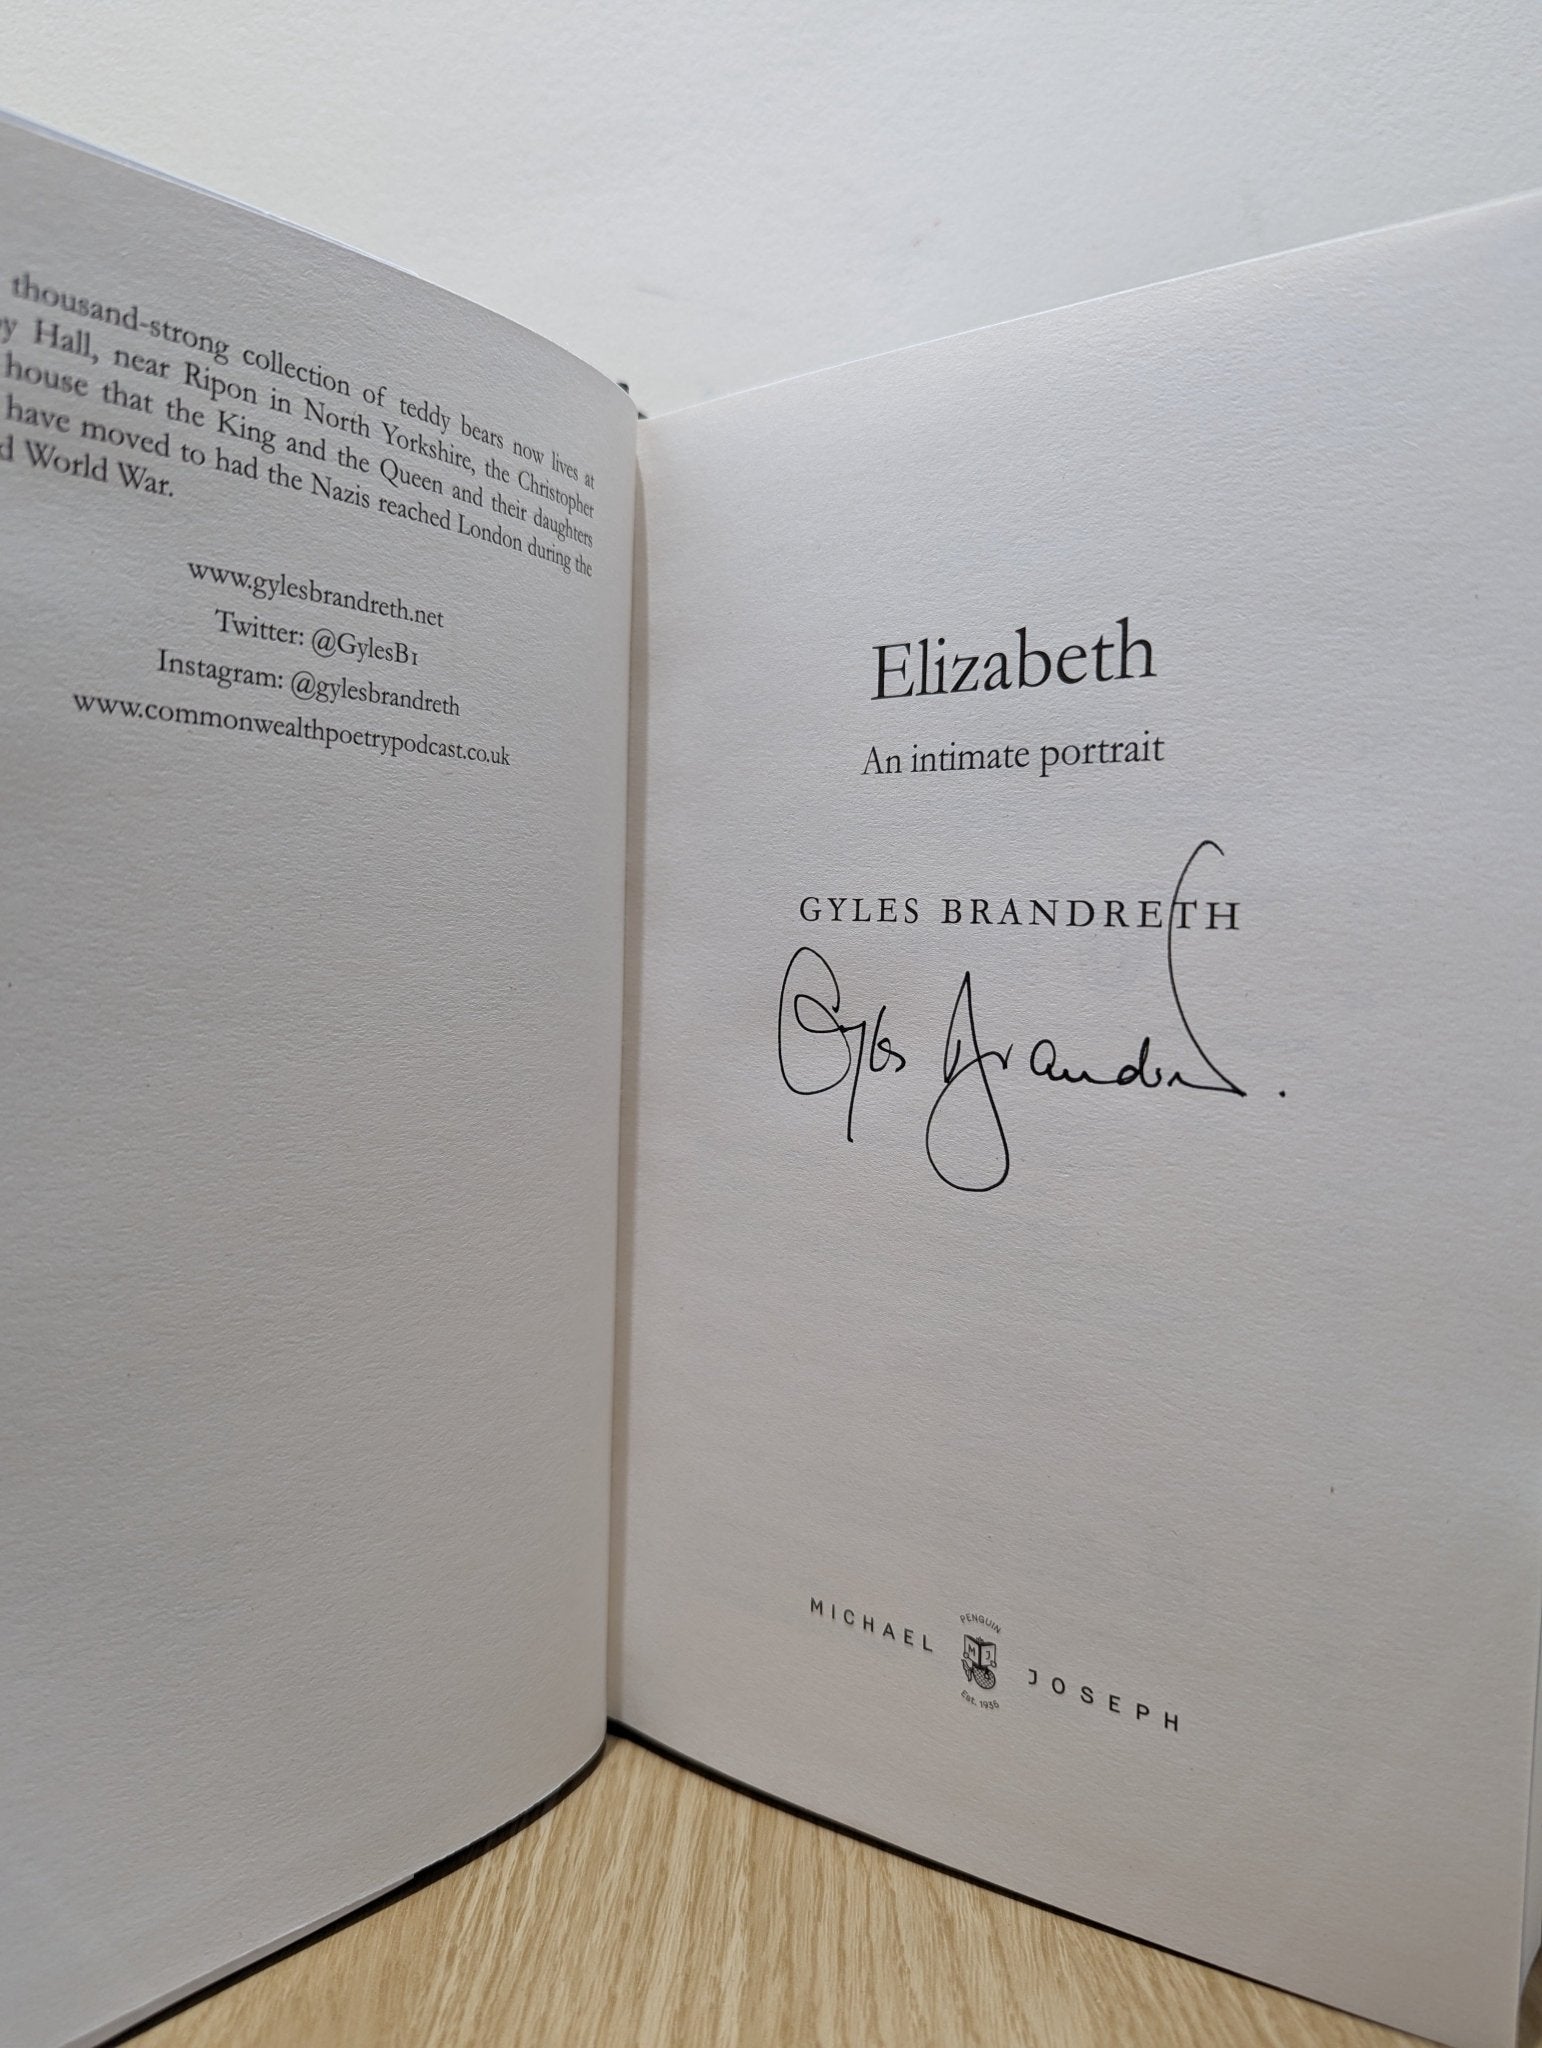 thousand-strong collection of teddy bears now lives at
Hall, near Ripon in North Yorkshire, the Christopher
house that the King and the Queen and their daughters
have moved to had the Nazis reached London during the
World War.
www.gylesbrandreth.net
Twitter: @GylesB1
Instagram: @gylesbrandreth
www.commonwealthpoetrypodcast.co.uk
Elizabeth
An intimate portrait
GYLES BRANDRETH
Gyles Brandreth.
MICHAEL JOSEPH
PENGUIN
MJ
Est. 1935